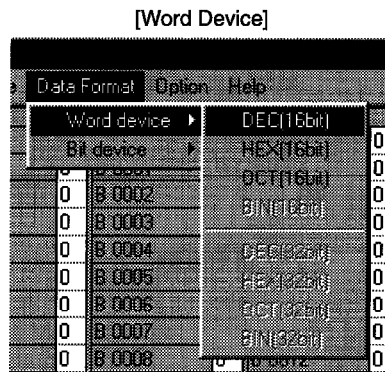 [Word Device]
Data Format Option Help
Word device
Bit device
DEC(16bit)
HEX(16bit)
OCT(16bit)
BIN(16bit)
DEC(32bit)
HEX(32bit)
OCT(32bit)
BIN(32bit)
0 B 0002
0 B 0003
0 B 0004
0 B 0005
0 B 0006
0 B 0007
0 B 0008 0
0
0
0
0
0
0
0